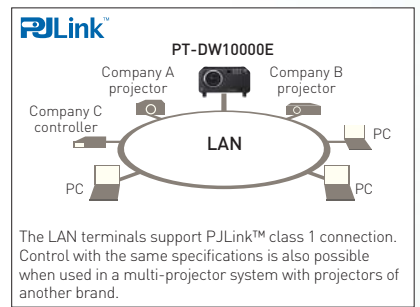 PJLink™
PT-DW10000E
Company A
projector
Company B
projector
Company C
controller
LAN
PC
PC
PC
The LAN terminals support PJLink™ class 1 connection.
Control with the same specifications is also possible
when used in a multi-projector system with projectors of
another brand.